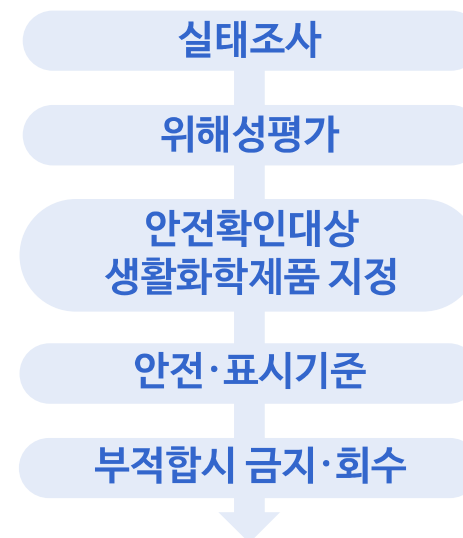 실태조사
위해성평가
안전확인대상
생활화학제품 지정
안전·표시기준
부적합시 금지·회수